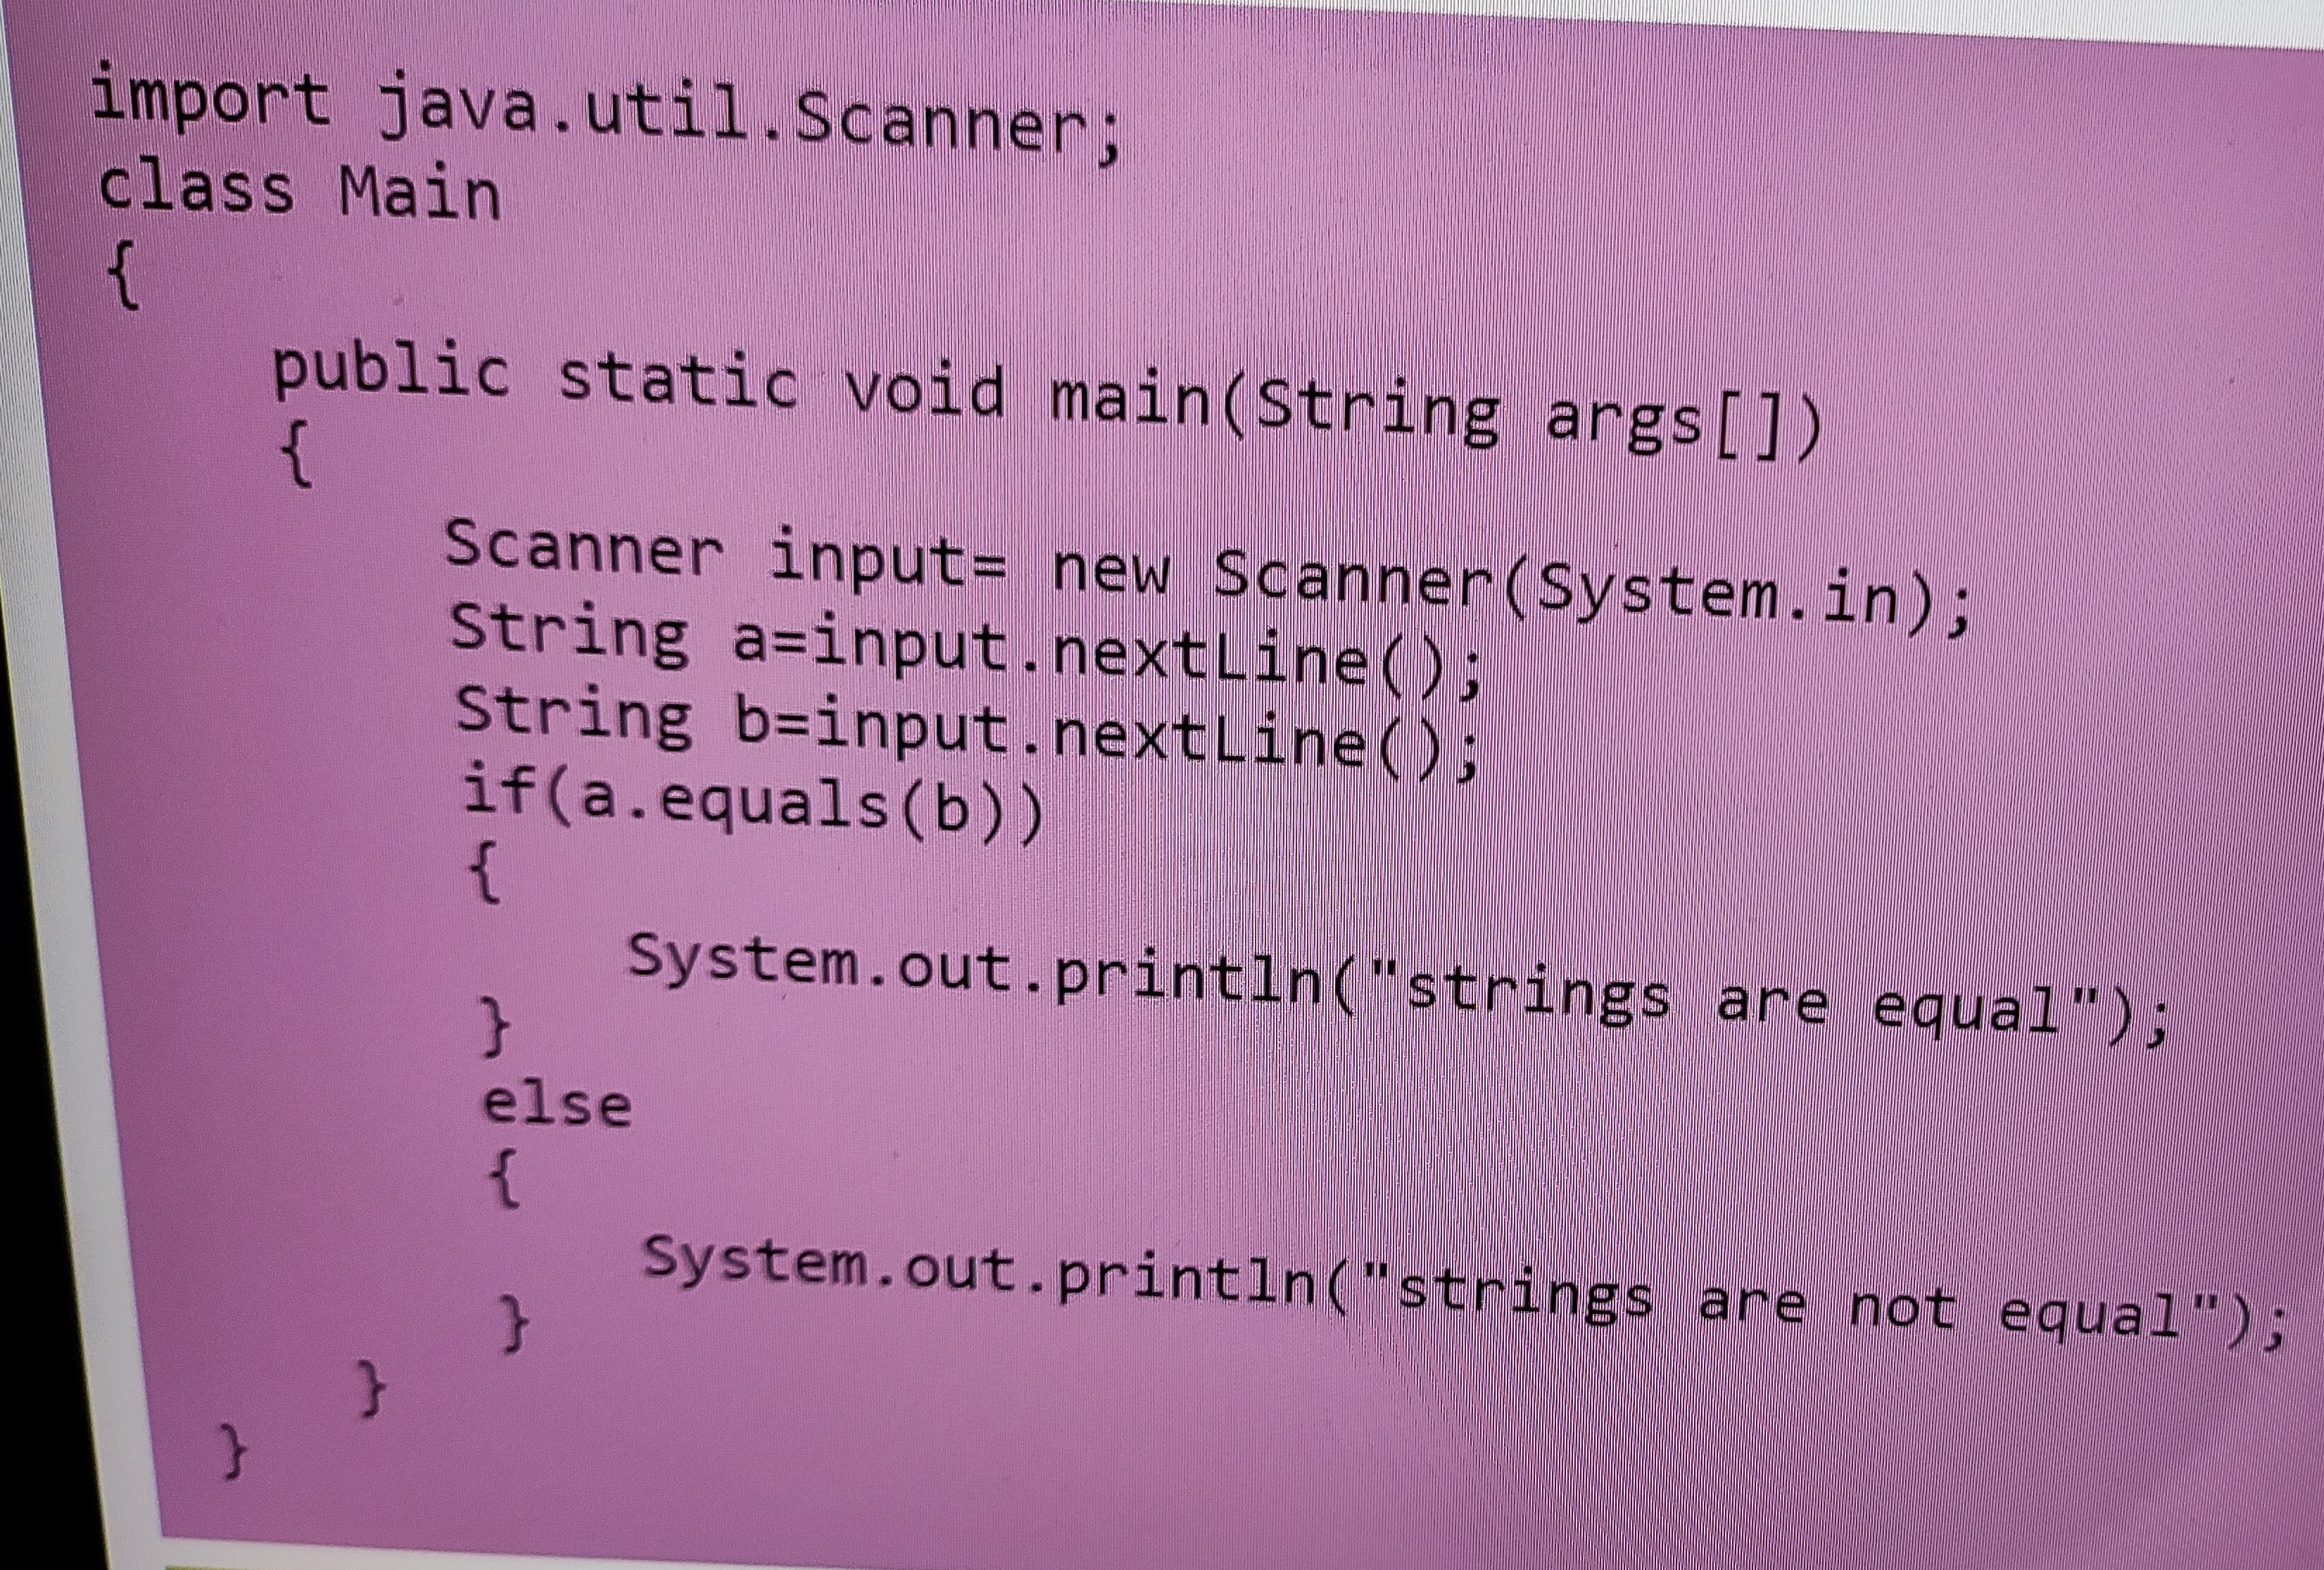 import java.util.Scanner;
class Main
{
public static void main(String args[])
{
Scanner input= new Scanner(System.in);
String a=input.nextLine();
String b=input.nextLine();
if(a.equals(b))
{
System.out.println("strings are equal");
}
else
{
System.out.println("strings are not equal");
}
}
}